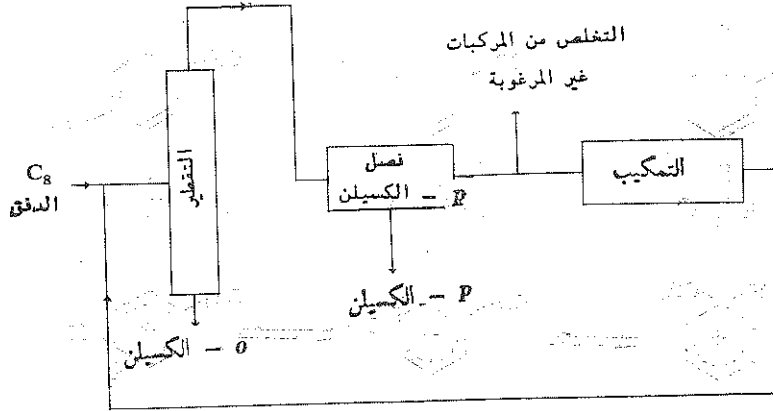 التخلص من المركبات
غير المرغوبة
C₈
الدفق
التقطير
فصل
P – الكسيلن
التمكيب
P – الكسيلن
O – الكسيلن